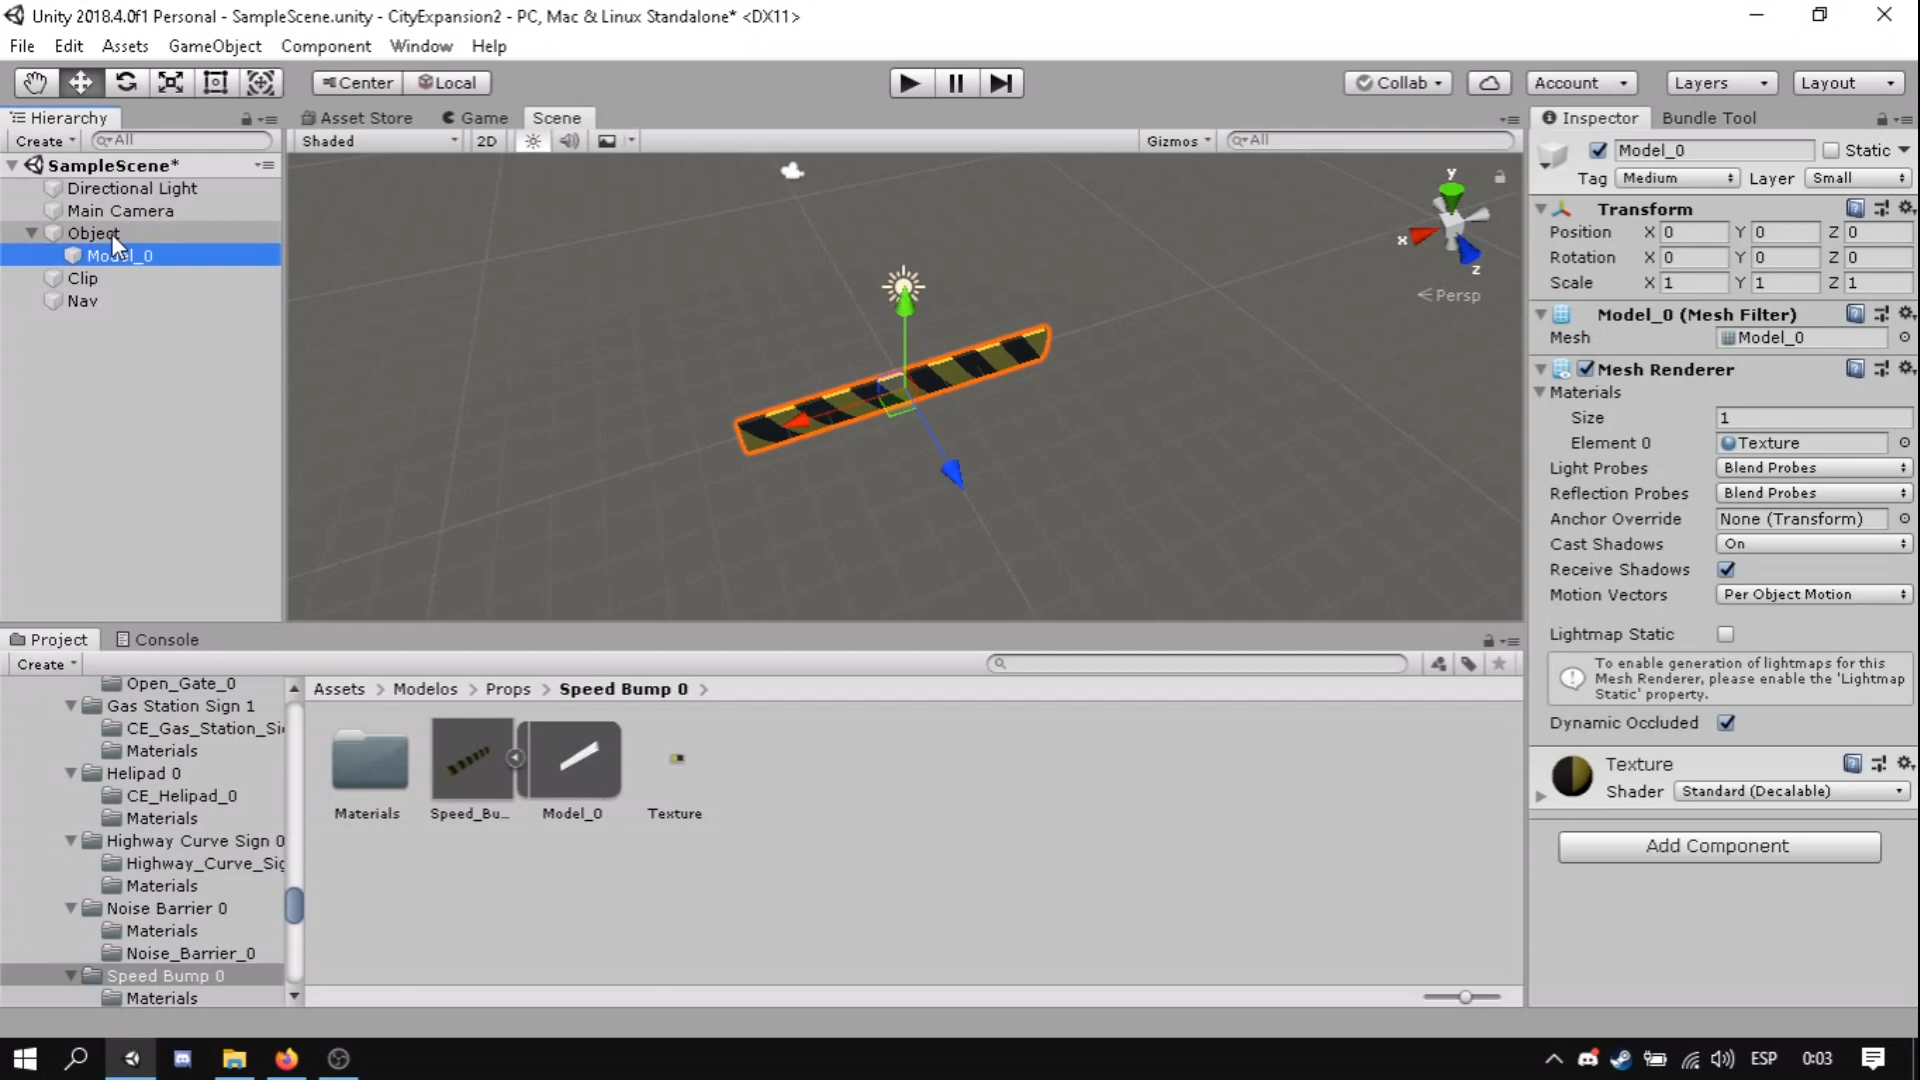 Unity 2018.4.0f1 Personal - SampleScene.unity - CityExpansion2 - PC, Mac & Linux Standalone* <DX11>
File Edit Assets GameObject Component Window Help
Center Local
Collab Account Layers Layout
Hierarchy
Create All
SampleScene*
Directional Light
Main Camera
Object
Model_0
Clip
Nav
Asset Store Game Scene
Shaded 2D Gizmos All
y
x
z
Persp
Inspector Bundle Tool
Model_0 Static
Tag Medium Layer Small
Transform
Position X 0 Y 0 Z 0
Rotation X 0 Y 0 Z 0
Scale X 1 Y 1 Z 1
Model_0 (Mesh Filter)
Mesh Model_0
Mesh Renderer
Materials
Size 1
Element 0 Texture
Light Probes Blend Probes
Reflection Probes Blend Probes
Anchor Override None (Transform)
Cast Shadows On
Receive Shadows
Motion Vectors Per Object Motion
Lightmap Static
To enable generation of lightmaps for this
Mesh Renderer, please enable the 'Lightmap
Static' property.
Dynamic Occluded
Texture
Shader Standard (Decalable)
Add Component
Project Console
Create
Open_Gate_0
Gas Station Sign 1
CE_Gas_Station_Si
Materials
Helipad 0
CE_Helipad_0
Materials
Highway Curve Sign 0
Highway_Curve_Sig
Materials
Noise Barrier 0
Materials
Noise_Barrier_0
Speed Bump 0
Materials
Assets > Modelos > Props > Speed Bump 0 >
Materials Speed_Bu... Model_0 Texture
ESP 0:03